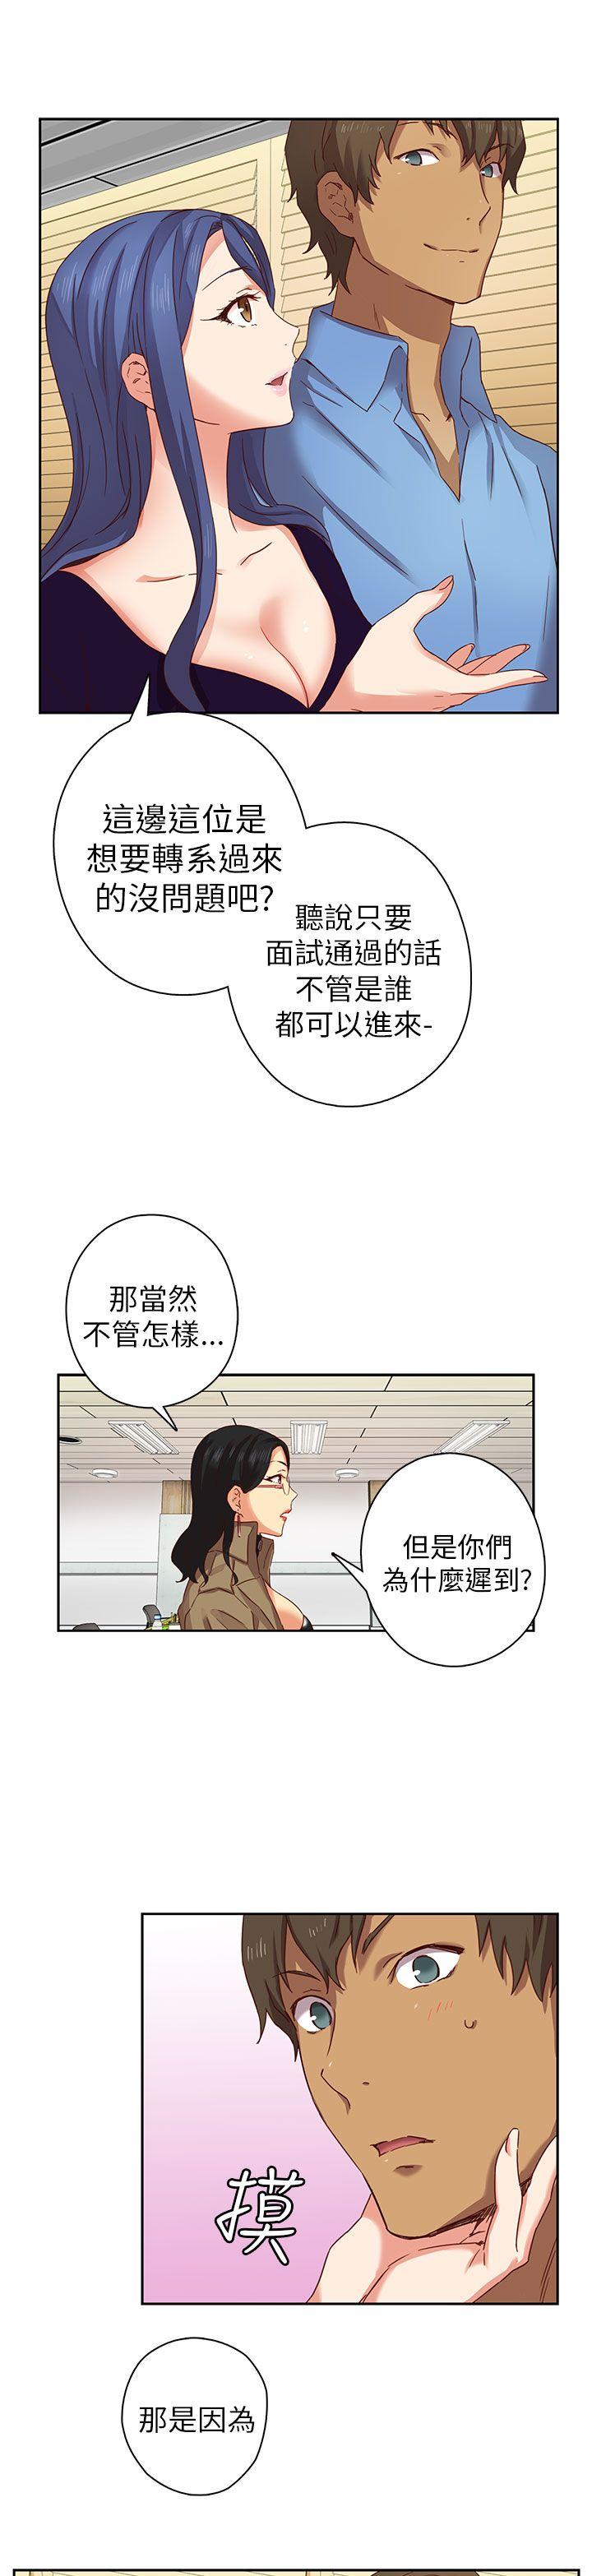 這邊這位是
想要轉系過來
的沒問題吧?
聽說只要
面試通過的話
不管是誰
都可以進來-
那當然
不管怎樣...
但是你們
為什麼遲到?
摸
那是因為